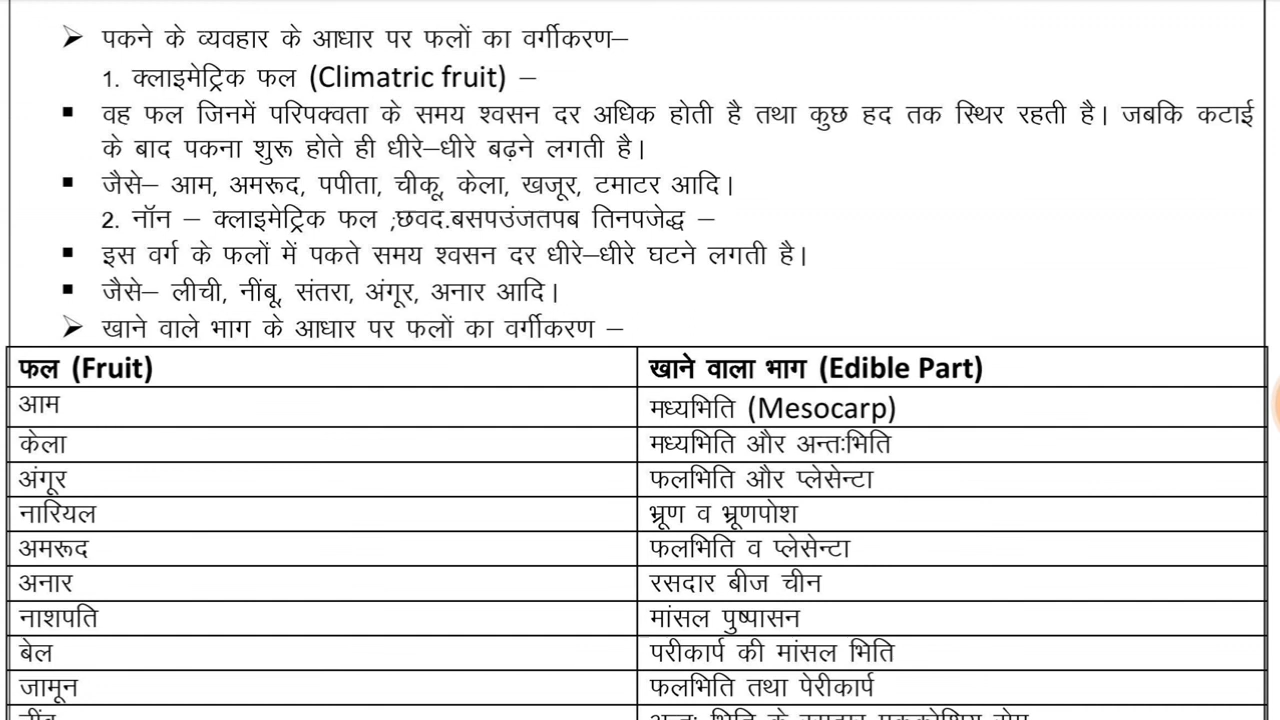 ➤ पकने के व्यवहार के आधार पर फलों का वर्गीकरण–
1. क्लाइमेट्रिक फल (Climatric fruit) –
▪ वह फल जिनमें परिपक्वता के समय श्वसन दर अधिक होती है तथा कुछ हद तक स्थिर रहती है। जबकि कटाई
के बाद पकना शुरू होते ही धीरे–धीरे बढ़ने लगती है।
▪ जैसे– आम, अमरूद, पपीता, चीकू, केला, खजूर, टमाटर आदि।
2. नॉन – क्लाइमेट्रिक फल ;छवद.बसपउंजतपब तिनपजेद्ध –
▪ इस वर्ग के फलों में पकते समय श्वसन दर धीरे–धीरे घटने लगती है।
▪ जैसे– लीची, नींबू, संतरा, अंगूर, अनार आदि।
➤ खाने वाले भाग के आधार पर फलों का वर्गीकरण –
फल (Fruit) खाने वाला भाग (Edible Part)
आम मध्यभिति (Mesocarp)
केला मध्यभिति और अन्तःभिति
अंगूर फलभिति और प्लेसेन्टा
नारियल भ्रूण व भ्रूणपोश
अमरूद फलभिति व प्लेसेन्टा
अनार रसदार बीज चीन
नाशपति मांसल पुष्पासन
बेल परीकार्प की मांसल भिति
जामून फलभिति तथा पेरीकार्प